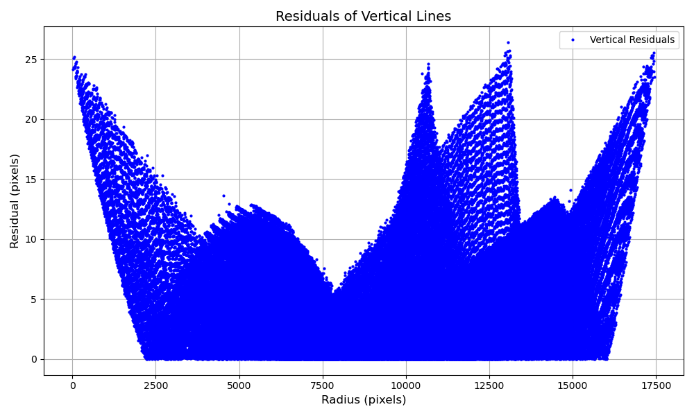 Residuals of Vertical Lines
Vertical Residuals
Residual (pixels)
25
20
15
10
5
0
0 2500 5000 7500 10000 12500 15000 17500
Radius (pixels)